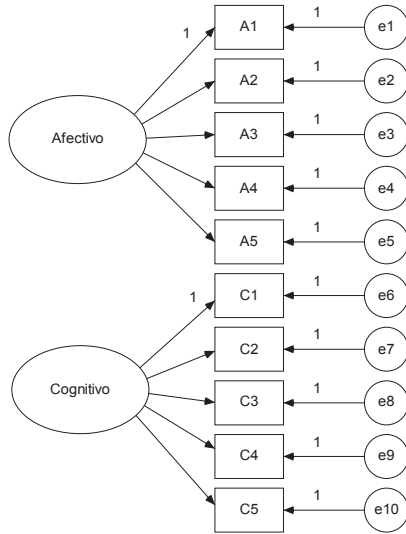 1 A1 1 e1
A2 1 e2
Afectivo A3 1 e3
A4 1 e4
A5 1 e5
1 C1 1 e6
C2 1 e7
Cognitivo C3 1 e8
C4 1 e9
C5 1 e10